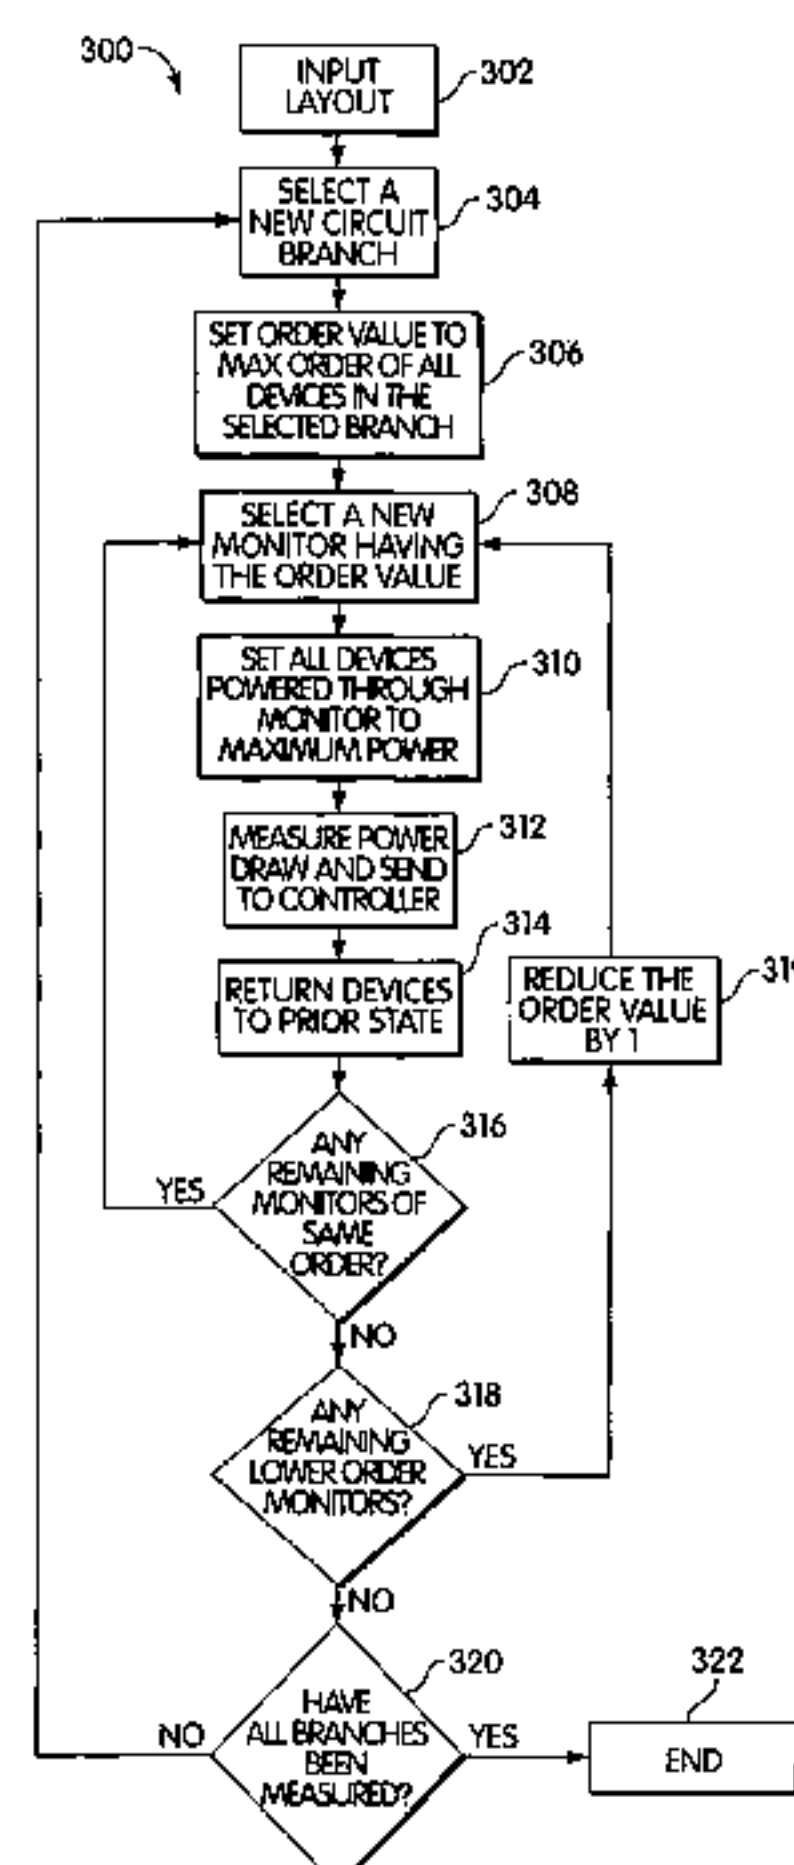 300
INPUT
LAYOUT
302
SELECT A
NEW CIRCUIT
BRANCH
304
SET ORDER VALUE TO
MAX ORDER OF ALL
DEVICES IN THE
SELECTED BRANCH
306
SELECT A NEW
MONITOR HAVING
THE ORDER VALUE
308
SET ALL DEVICES
POWERED THROUGH
MONITOR TO
MAXIMUM POWER
310
MEASURE POWER
DRAW AND SEND
TO CONTROLLER
312
RETURN DEVICES
TO PRIOR STATE
314
REDUCE THE
ORDER VALUE
BY 1
ANY
REMAINING
MONITORS OF
SAME
ORDER?
316
YES
NO
ANY
REMAINING
LOWER ORDER
MONITORS?
318
YES
NO
HAVE
ALL BRANCHES
BEEN
MEASURED?
320
NO
YES
END
322